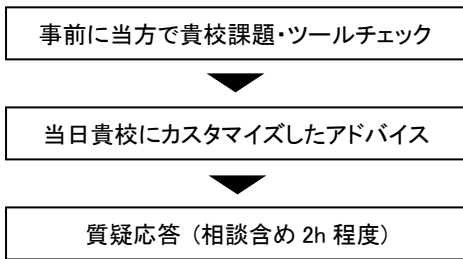 事前に当方で貴校課題・ツールチェック
当日貴校にカスタマイズしたアドバイス
質疑応答（相談含め 2h 程度）